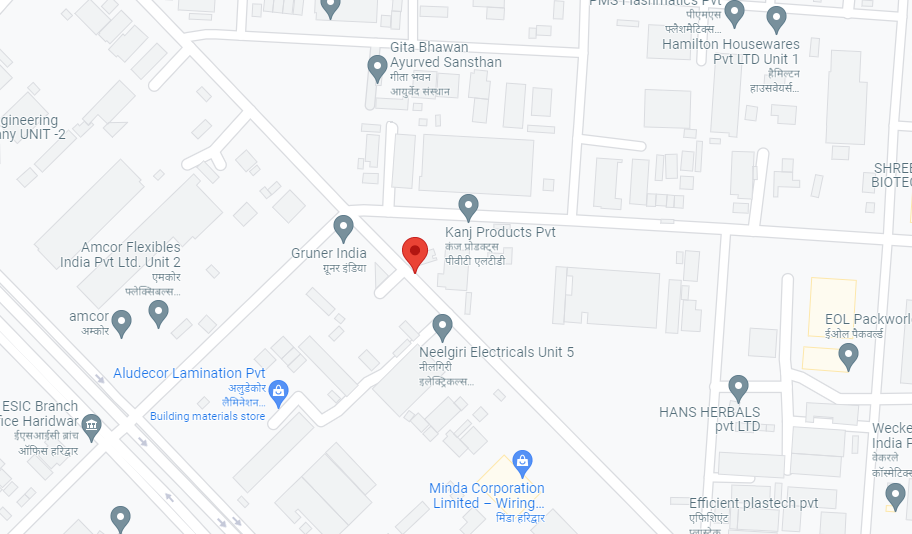 PMS Flashmatics Pvt
पीएमएस
फ्लैशमैटिक्स...
Hamilton Housewares
Pvt LTD Unit 1
हैमिल्टन
हाउसवेयर्स...
Gita Bhawan
Ayurved Sansthan
गीता भवन
आयुर्वेद संस्थान
gineering
ny UNIT -2
SHREE
BIOTEC
Kanj Products Pvt
कंज प्रोडक्ट्स
पीवीटी एलटीडी
Gruner India
ग्रूनर इंडिया
Amcor Flexibles
India Pvt Ltd. Unit 2
एमकोर
फ्लेक्सिबल्स...
amcor
अम्कोर
EOL Packworl
ईओल पैकवर्ल्ड
Neelgiri Electricals Unit 5
नीलगिरी
इलेक्ट्रिकल्स...
Aludecor Lamination Pvt
अलुडेकोर
लैमिनेशन...
Building materials store
ESIC Branch
fice Haridwar
ईएसआईसी ब्रांच
ऑफिस हरिद्वार
HANS HERBALS
pvt LTD
Wecke
India P
वेकरले
कॉस्मेटिक
Minda Corporation
Limited – Wiring...
मिंडा हरिद्वार
Efficient plastech pvt
एफिशिएंट
प्लास्टेक